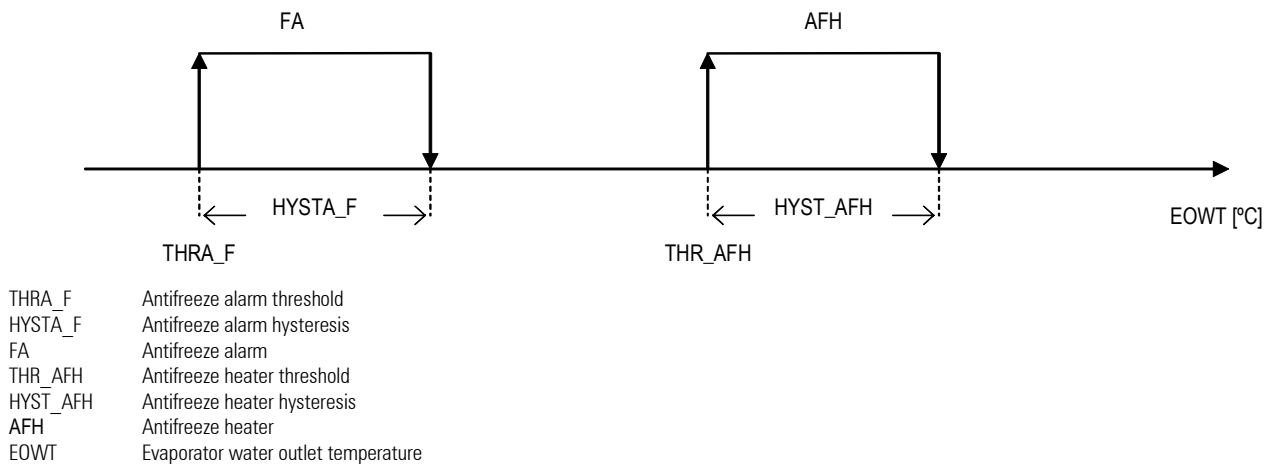 FA AFH
HYSTA_F HYST_AFH
EOWT [ºC]
THRA_F THR_AFH
THRA_F Antifreeze alarm threshold
HYSTA_F Antifreeze alarm hysteresis
FA Antifreeze alarm
THR_AFH Antifreeze heater threshold
HYST_AFH Antifreeze heater hysteresis
AFH Antifreeze heater
EOWT Evaporator water outlet temperature